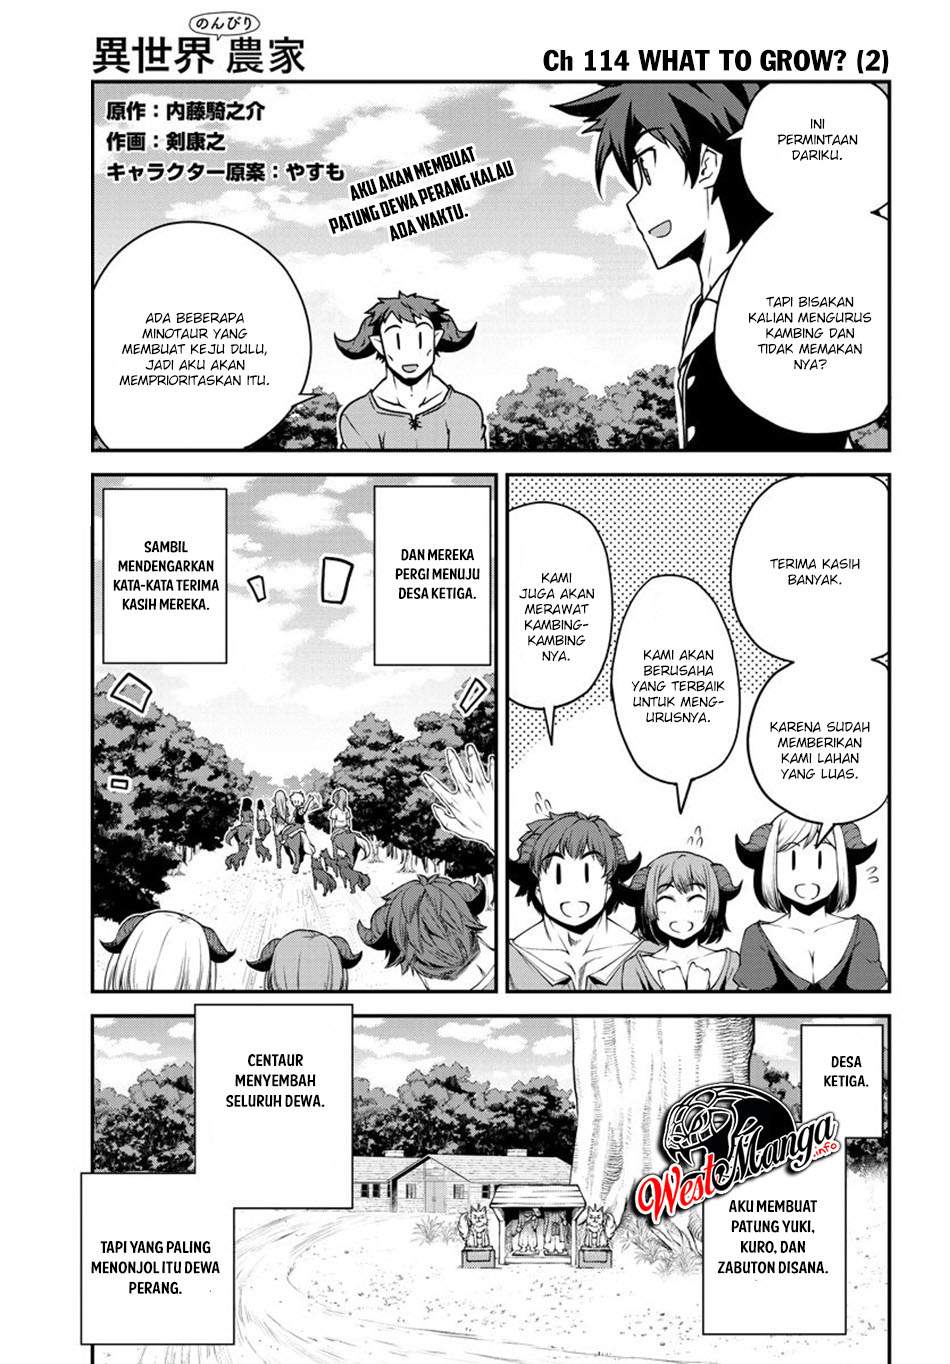 のんびり
異世界農家
Ch 114 WHAT TO GROW? (2)
原作：内藤騎之介
作画：剣康之
キャラクター原案：やすも
INI
PERMINTAAN
DARIKU.
TAPI BISAKAN
KALIAN MENGURUS
KAMBING DAN
TIDAK MEMAKAN
NYA?
AKU AKAN MEMBUAT
PATUNG DEWA PERANG KALAU
ADA WAKTU.
ADA BEBERAPA
MINOTAUR YANG
MEMBUAT KEJU DULU,
JADI AKU AKAN
MEMPRIORITASKAN ITU.
TERIMA KASIH
BANYAK.
KARENA SUDAH
MEMBERIKAN
KAMI LAHAN
YANG LUAS.
KAMI AKAN
BERUSAHA
YANG TERBAIK
UNTUK MENG-
URUSNYA.
KAMI
JUGA AKAN
MERAWAT
KAMBING-
KAMBING
NYA.
DAN MEREKA
PERGI MENUJU
DESA KETIGA.
SAMBIL
MENDENGARKAN
KATA-KATA TERIMA
KASIH MEREKA.
DESA
KETIGA.
AKU MEMBUAT
PATUNG YUKI,
KURO, DAN
ZABUTON DISANA.
WestManga
.info
CENTAUR
MENYEMBAH
SELURUH DEWA.
TAPI YANG PALING
MENONJOL ITU DEWA
PERANG.